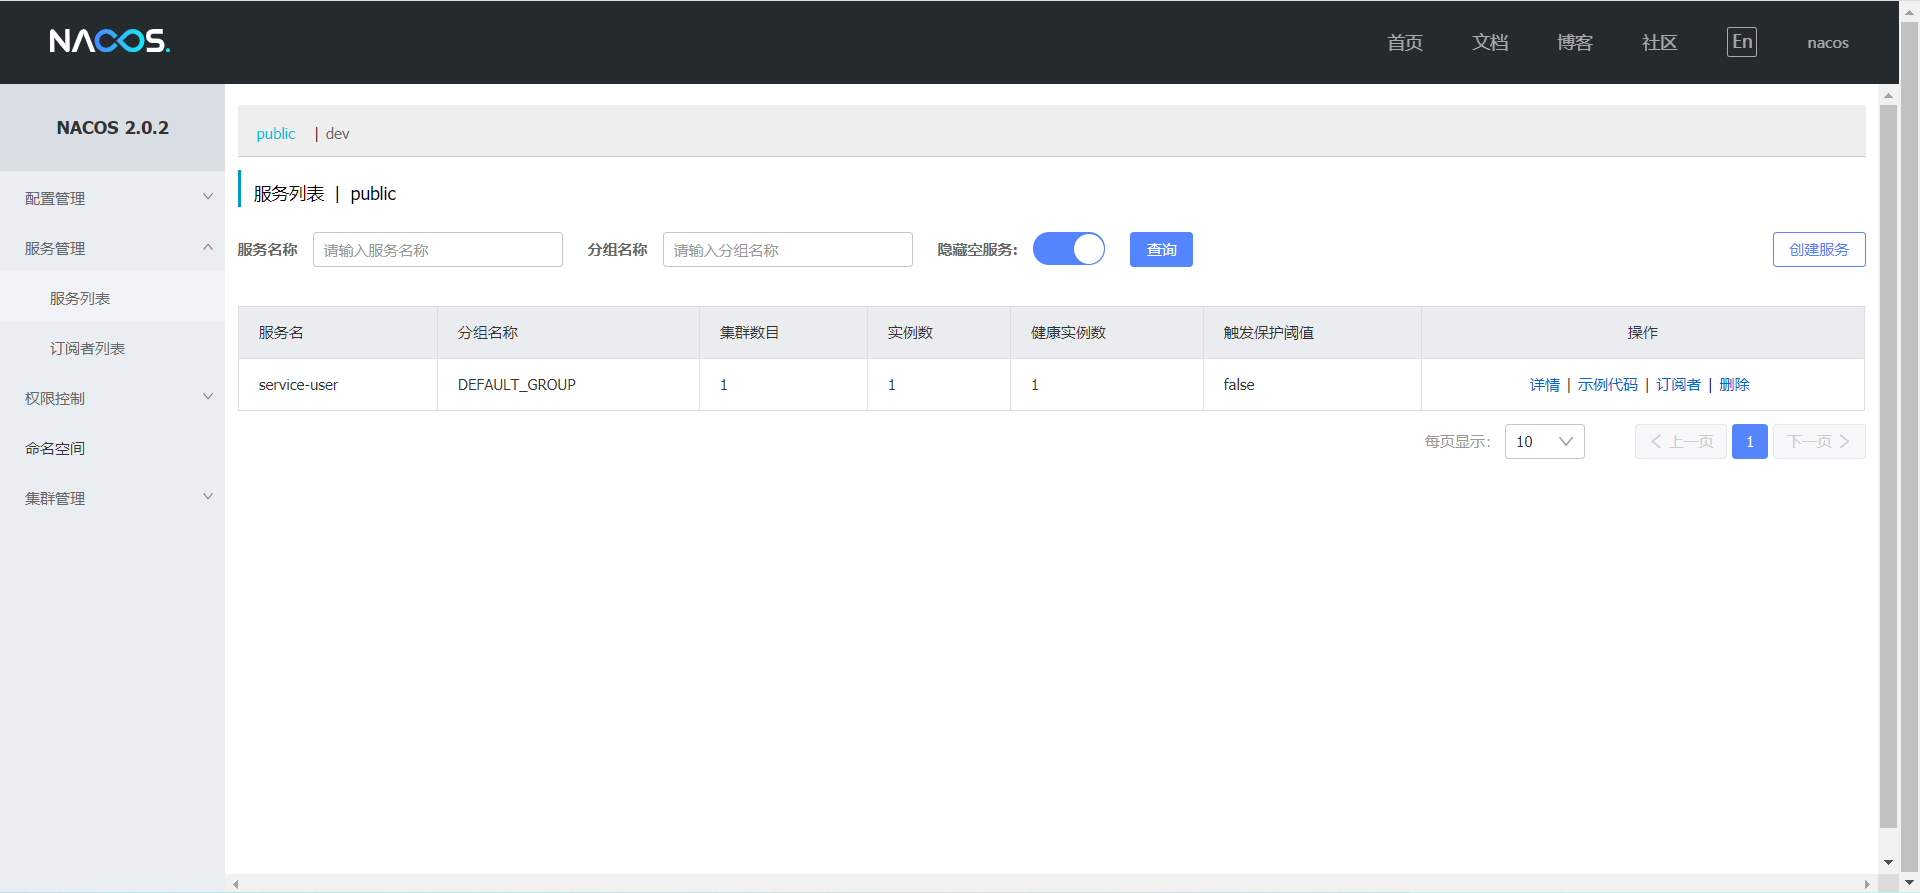 NACOS.
首页 文档 博客 社区 En nacos
NACOS 2.0.2
配置管理
服务管理
服务列表
订阅者列表
权限控制
命名空间
集群管理
public | dev
服务列表 | public
服务名称 请输入服务名称 分组名称 请输入分组名称 隐藏空服务: 查询 创建服务
服务名 分组名称 集群数目 实例数 健康实例数 触发保护阈值 操作
service-user DEFAULT_GROUP 1 1 1 false 详情 | 示例代码 | 订阅者 | 删除
每页显示: 10 上一页 1 下一页